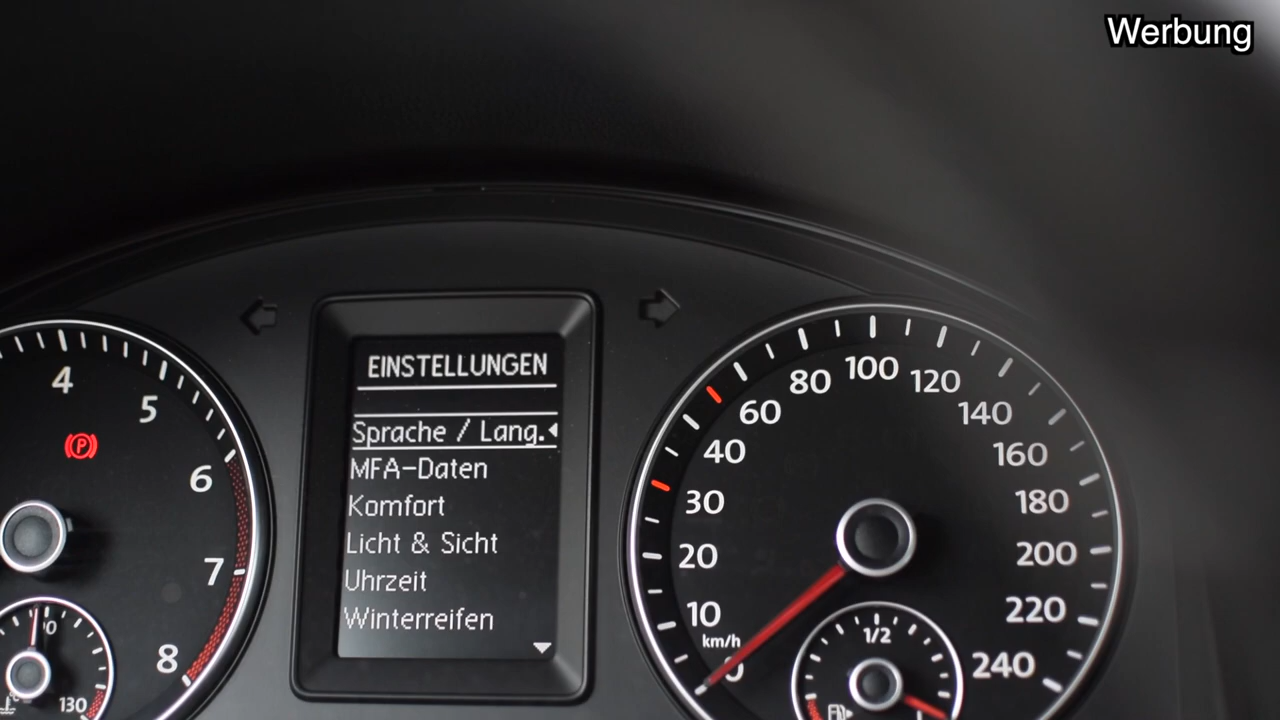 Werbung
EINSTELLUNGEN
Sprache / Lang.
MFA-Daten
Komfort
Licht & Sicht
Uhrzeit
Winterreifen
4
5
6
7
8
P
130
0
10
20
30
40
60
80
100
120
140
160
180
200
220
240
km/h
1/2